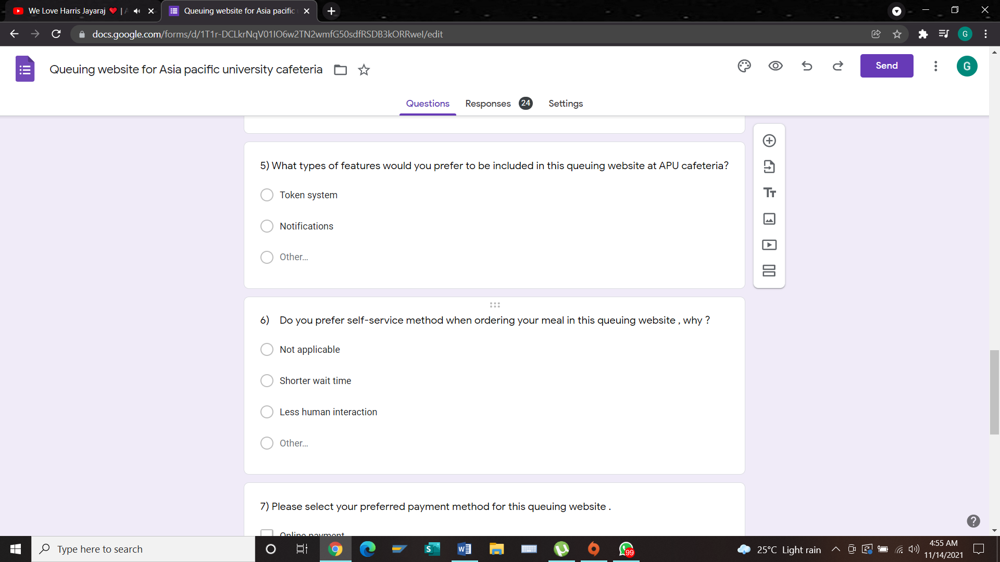 We Love Harris Jayaraj ❤️ | A
Queuing website for Asia pacific
docs.google.com/forms/d/1T1r-DCLkrNqV01IO6w2TN2wmfG50sdfRSDB3kORRweI/edit
G
Queuing website for Asia pacific university cafeteria
Send
G
Questions
Responses 24
Settings
5) What types of features would you prefer to be included in this queuing website at APU cafeteria?
Token system
Notifications
Other...
6) Do you prefer self-service method when ordering your meal in this queuing website , why ?
Not applicable
Shorter wait time
Less human interaction
Other...
7) Please select your preferred payment method for this queuing website .
Online payment
Type here to search
S
W
99
25°C Light rain
4:55 AM
11/14/2021